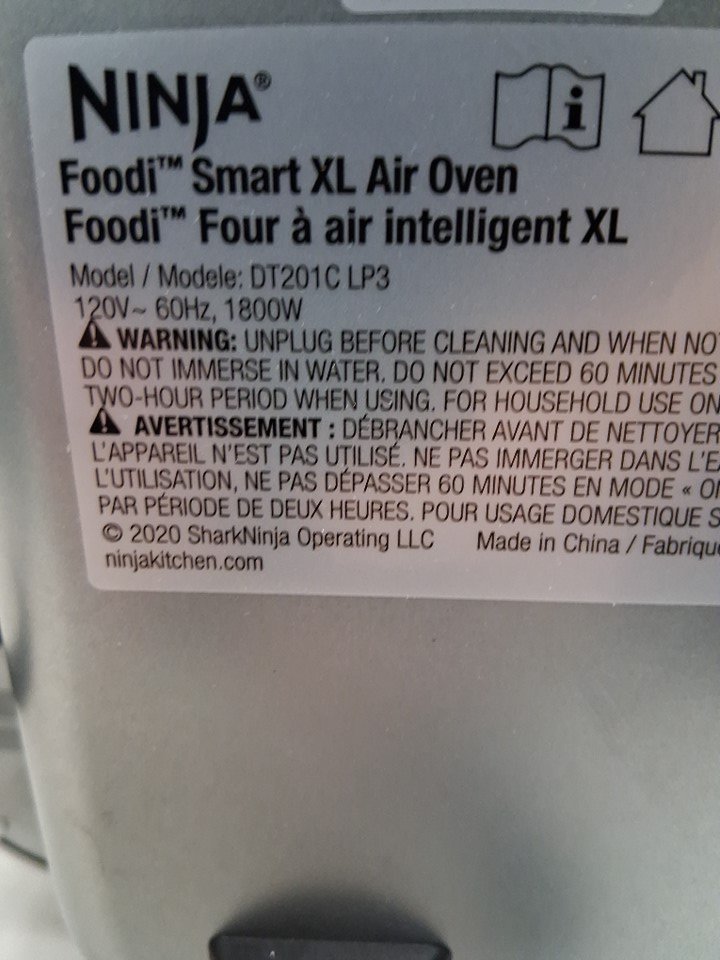 NINJA®
Foodi™ Smart XL Air Oven
Foodi™ Four à air intelligent XL
Model / Modele: DT201C LP3
120V~ 60Hz, 1800W
WARNING: UNPLUG BEFORE CLEANING AND WHEN NO
DO NOT IMMERSE IN WATER. DO NOT EXCEED 60 MINUTES
TWO-HOUR PERIOD WHEN USING. FOR HOUSEHOLD USE ON
AVERTISSEMENT : DÉBRANCHER AVANT DE NETTOYER
L'APPAREIL N'EST PAS UTILISÉ. NE PAS IMMERGER DANS L'E
L'UTILISATION, NE PAS DÉPASSER 60 MINUTES EN MODE «
PAR PÉRIODE DE DEUX HEURES. POUR USAGE DOMESTIQUE S
© 2020 SharkNinja Operating LLC Made in China / Fabriqu
ninjakitchen.com